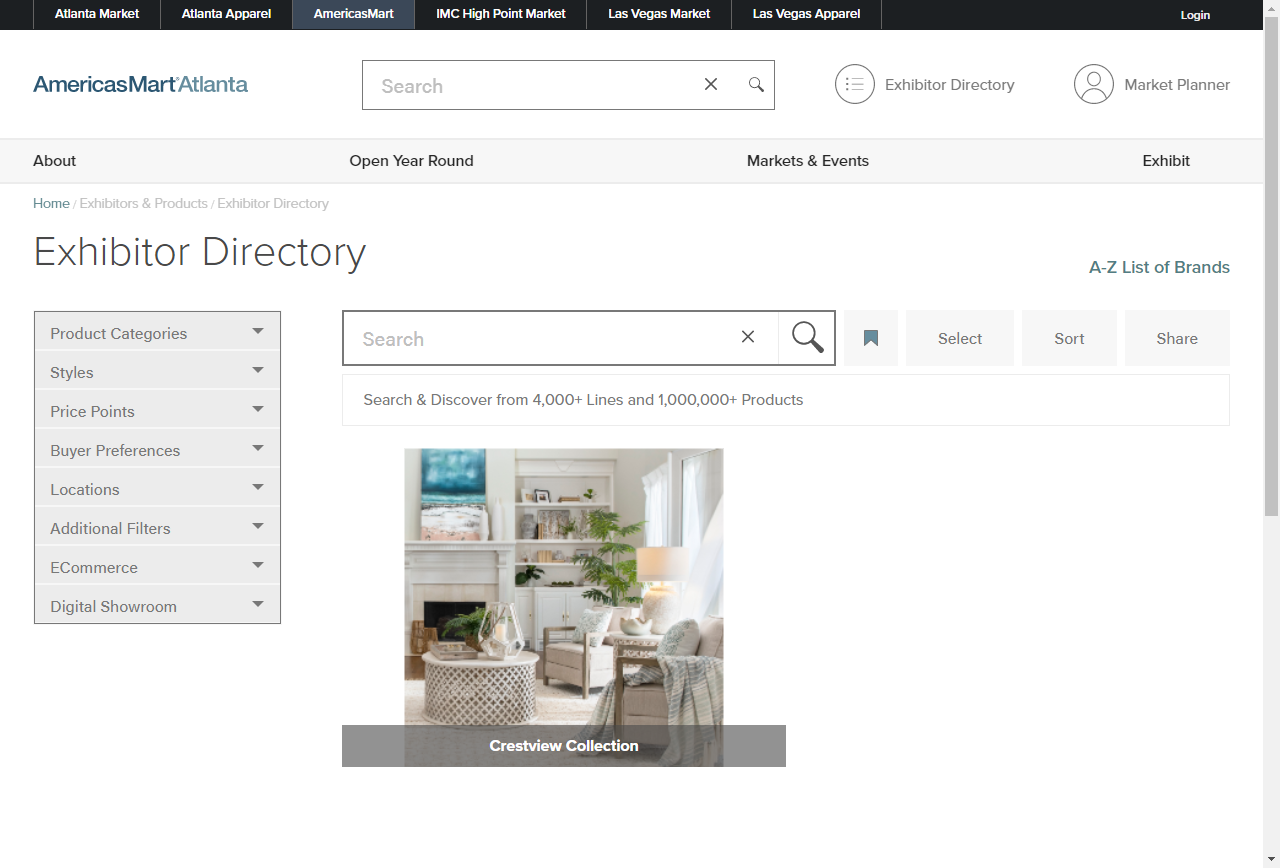 Atlanta Market
Atlanta Apparel
AmericasMart
IMC High Point Market
Las Vegas Market
Las Vegas Apparel
Login
AmericasMart®Atlanta
Search
Exhibitor Directory
Market Planner
About
Open Year Round
Markets & Events
Exhibit
Home / Exhibitors & Products / Exhibitor Directory
Exhibitor Directory
A-Z List of Brands
Product Categories
Styles
Price Points
Buyer Preferences
Locations
Additional Filters
ECommerce
Digital Showroom
Search
Select
Sort
Share
Search & Discover from 4,000+ Lines and 1,000,000+ Products
Crestview Collection